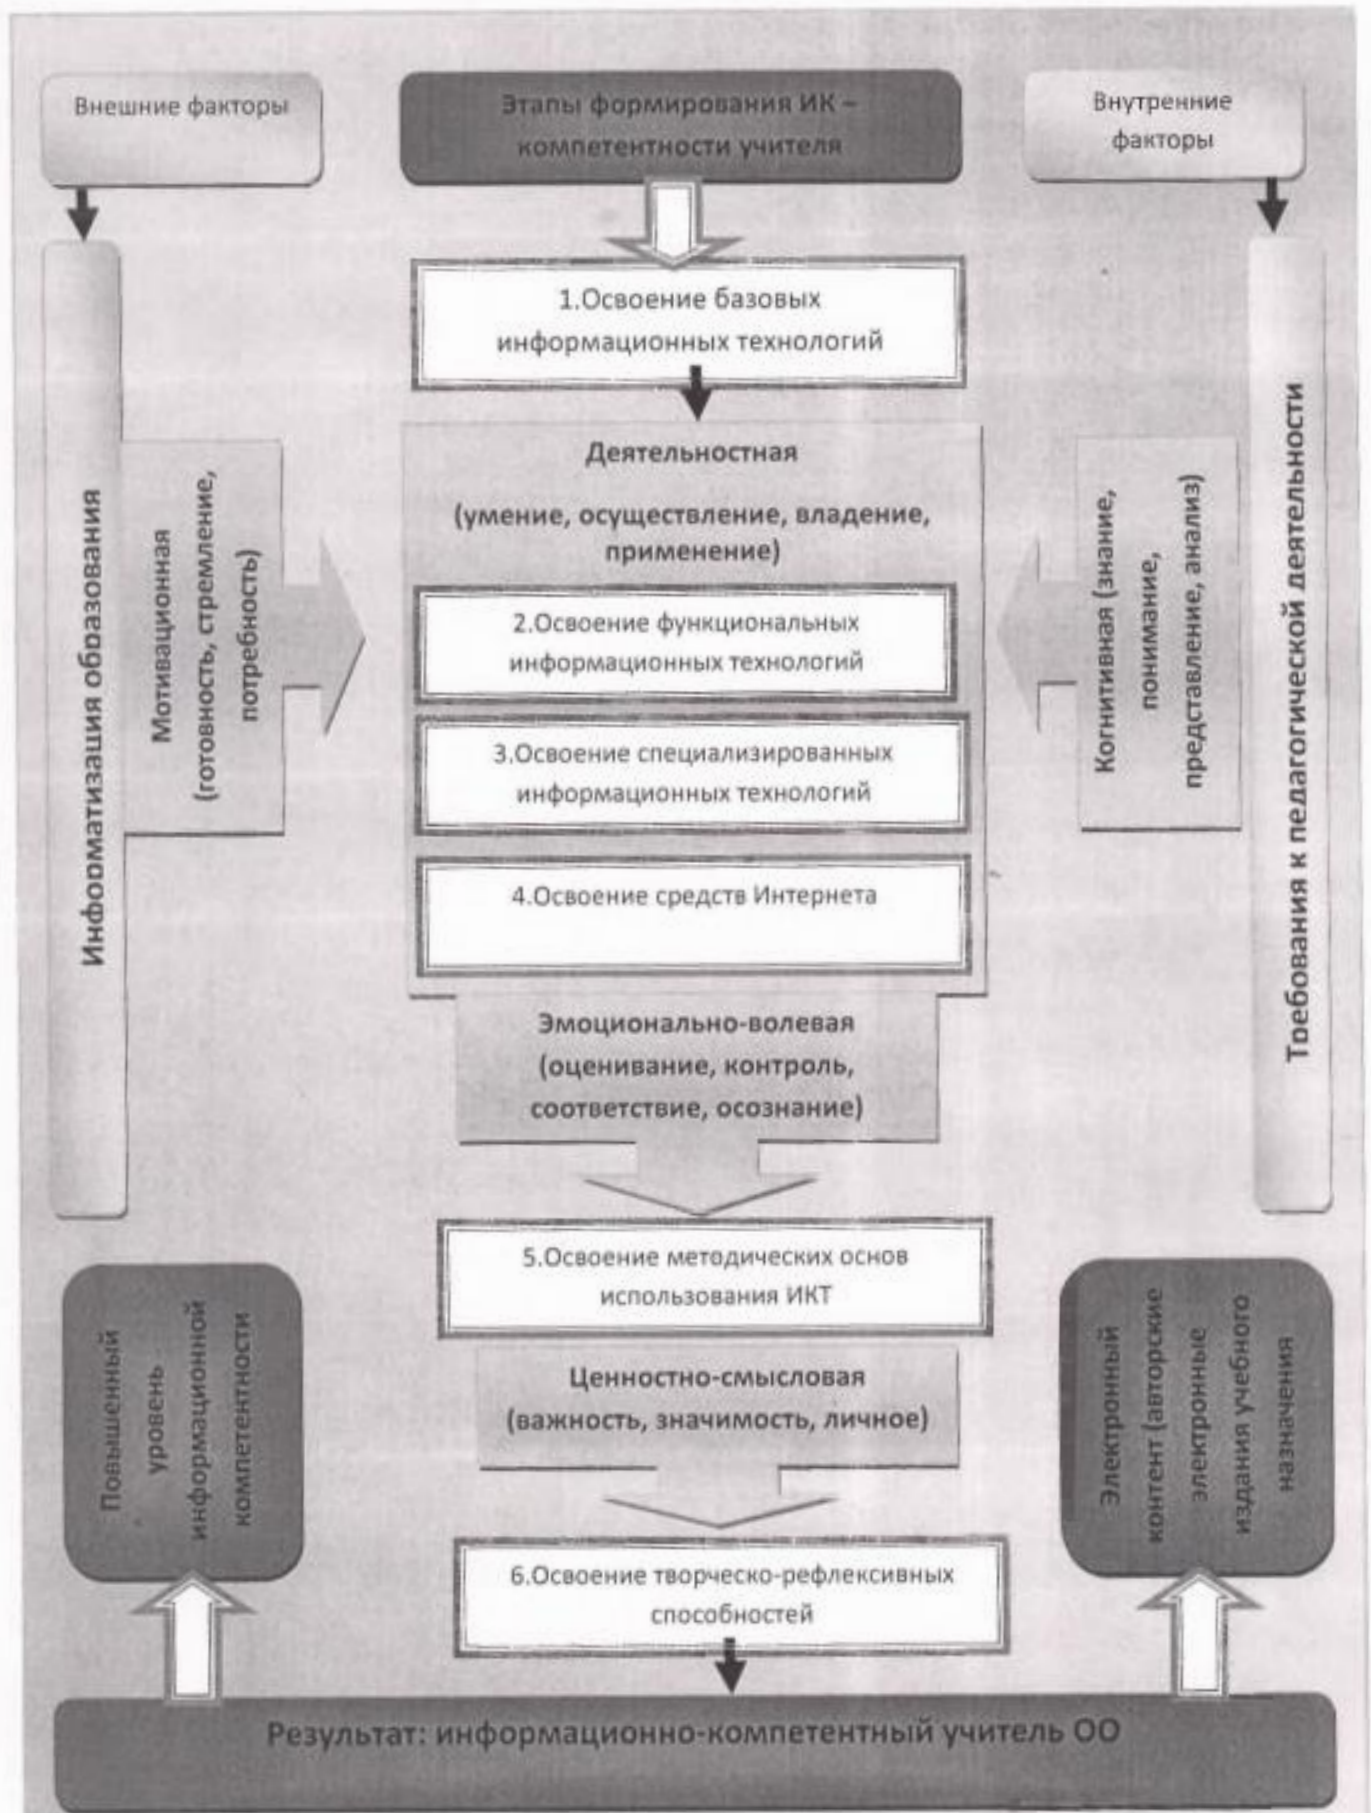 Внешние факторы
Этапы формирования ИК –
компетентности учителя
Внутренние
факторы
1.Освоение базовых
информационных технологий
Информатизация образования
Мотивационная
(готовность, стремление,
потребность)
Деятельностная
(умение, осуществление, владение,
применение)
2.Освоение функциональных
информационных технологий
3.Освоение специализированных
информационных технологий
4.Освоение средств Интернета
Когнитивная (знание,
понимание,
представление, анализ)
Требования к педагогической деятельности
Эмоционально-волевая
(оценивание, контроль,
соответствие, осознание)
5.Освоение методических основ
использования ИКТ
Ценностно-смысловая
(важность, значимость, личное)
6.Освоение творческо-рефлексивных
способностей
Повышенный
уровень
информационной
компетентности
Электронный
контент (авторские
электронные
издания учебного
назначения
Результат: информационно-компетентный учитель ОО